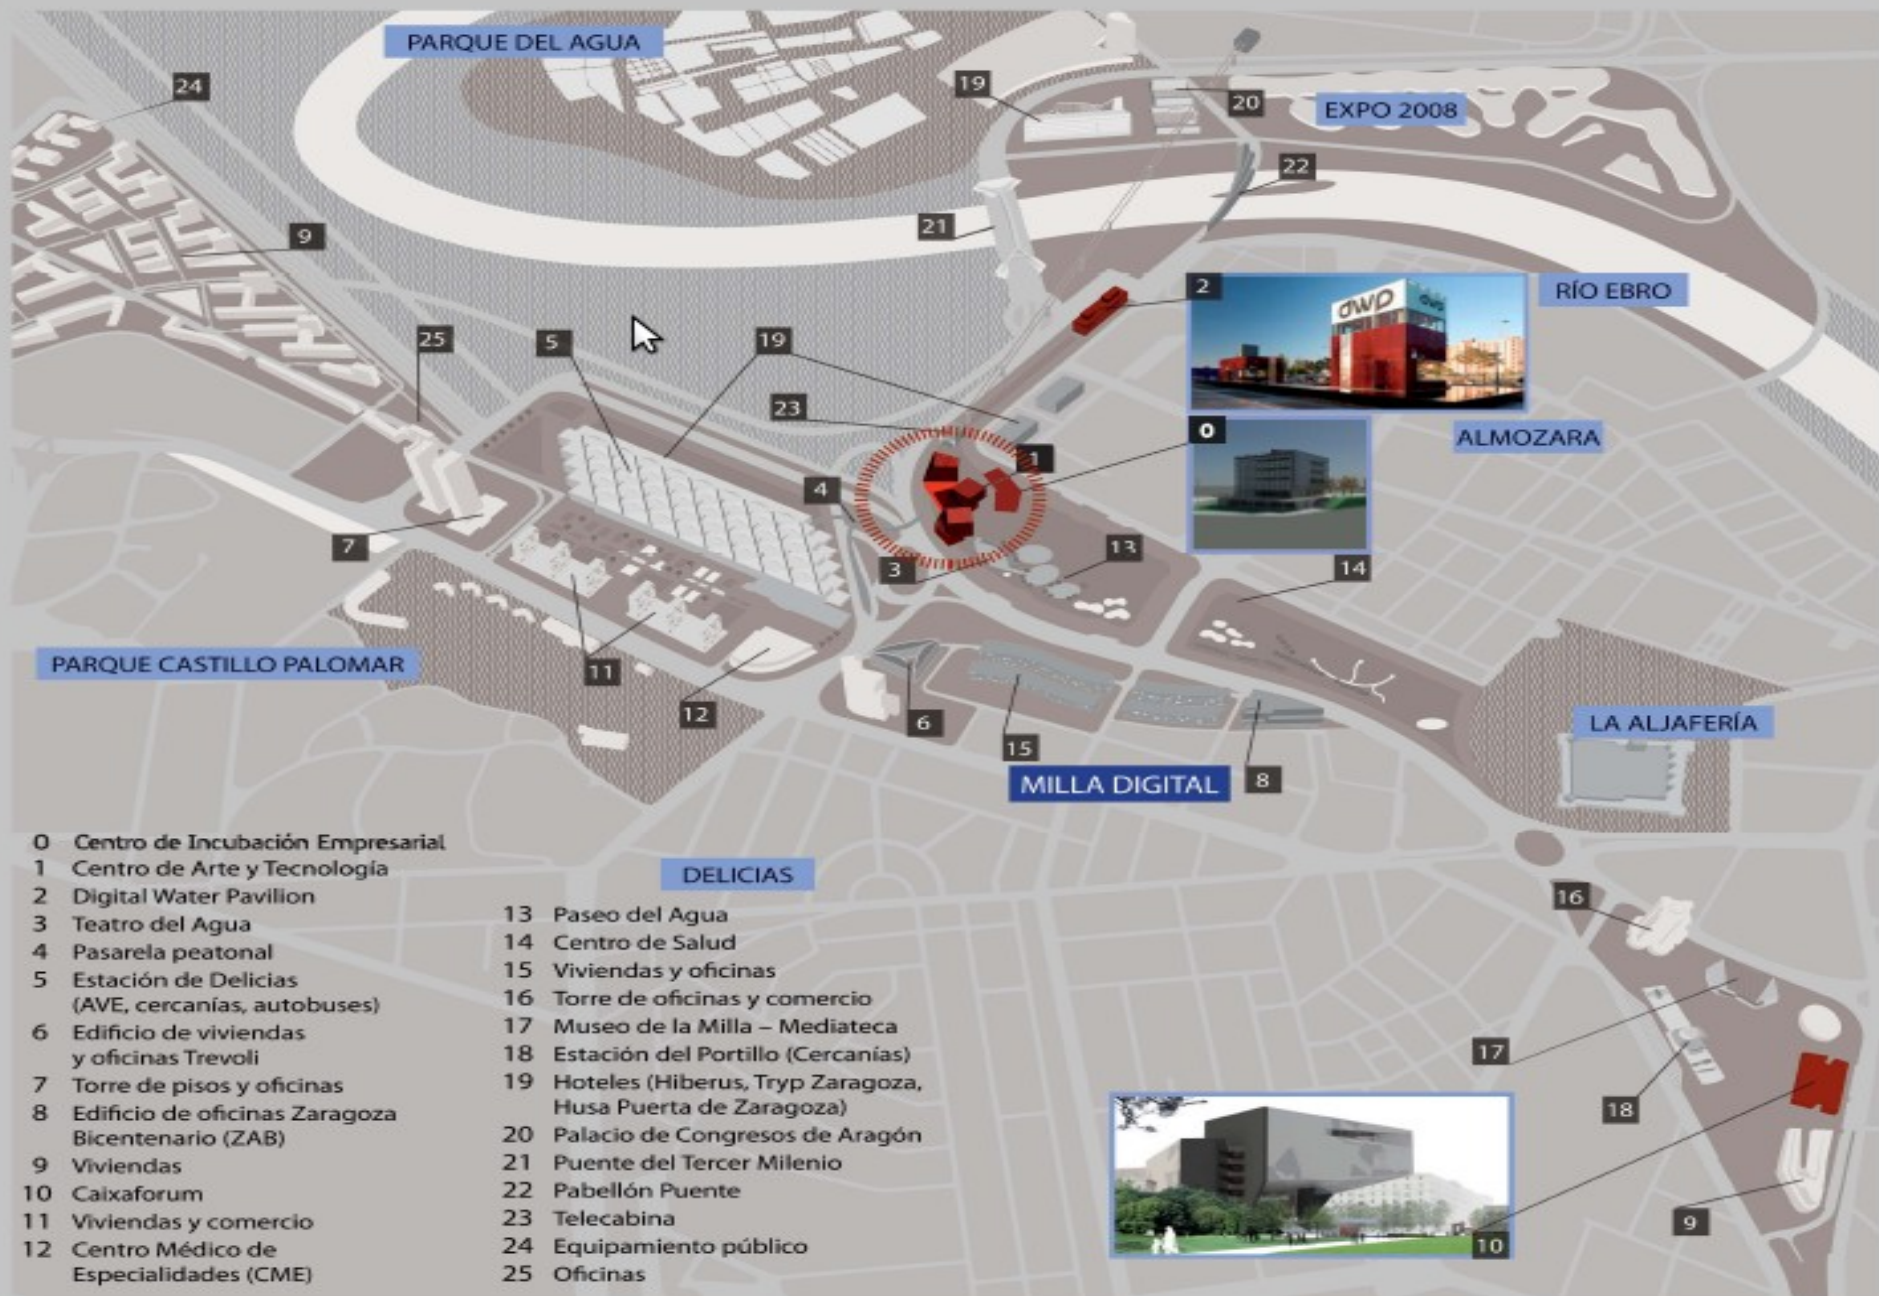 PARQUE DEL AGUA
24
19
20
EXPO 2008
22
9
21
2
RÍO EBRO
dwp
dwp
25
5
19
23
0
ALMOZARA
1
4
7
3
13
14
PARQUE CASTILLO PALOMAR
11
12
6
15
LA ALJAFERÍA
MILLA DIGITAL
8
16
17
18
9
10
DELICIAS
0 Centro de Incubación Empresarial
1 Centro de Arte y Tecnología
2 Digital Water Pavilion
3 Teatro del Agua
4 Pasarela peatonal
5 Estación de Delicias
(AVE, cercanías, autobuses)
6 Edificio de viviendas
y oficinas Trevoli
7 Torre de pisos y oficinas
8 Edificio de oficinas Zaragoza
Bicentenario (ZAB)
9 Viviendas
10 Caixaforum
11 Viviendas y comercio
12 Centro Médico de
Especialidades (CME)
13 Paseo del Agua
14 Centro de Salud
15 Viviendas y oficinas
16 Torre de oficinas y comercio
17 Museo de la Milla – Mediateca
18 Estación del Portillo (Cercanías)
19 Hoteles (Hiberus, Tryp Zaragoza,
Husa Puerta de Zaragoza)
20 Palacio de Congresos de Aragón
21 Puente del Tercer Milenio
22 Pabellón Puente
23 Telecabina
24 Equipamiento público
25 Oficinas